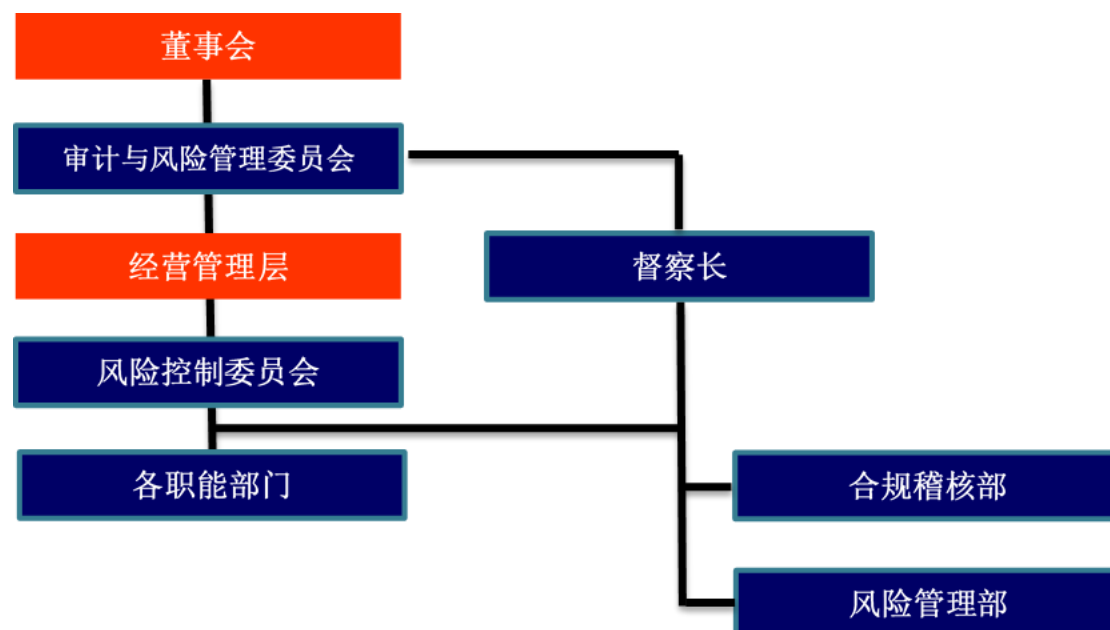 董事会
审计与风险管理委员会
经营管理层
督察长
风险控制委员会
各职能部门
合规稽核部
风险管理部